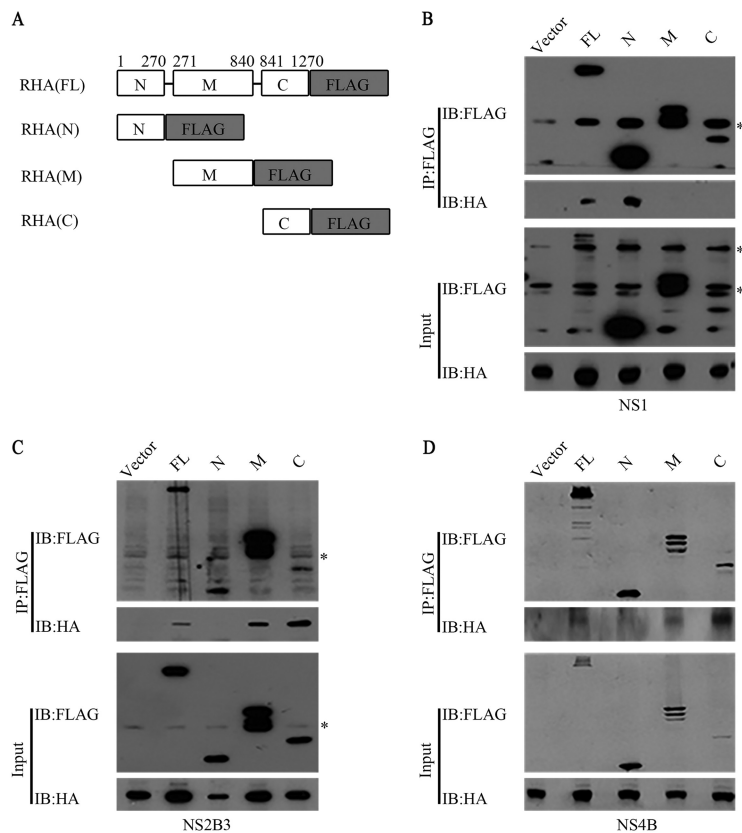 A
1 270 271 840 841 1270
RHA(FL) N M C FLAG
RHA(N) N FLAG
RHA(M) M FLAG
RHA(C) C FLAG
B
Vector FL N M C
IP:FLAG
IB:FLAG *
IB:HA
Input
*
IB:FLAG *
IB:HA
NS1
C
Vector FL N M C
IP:FLAG
IB:FLAG *
IB:HA
Input
IB:FLAG *
IB:HA
NS2B3
D
Vector FL N M C
IP:FLAG
IB:FLAG
IB:HA
Input
IB:FLAG
IB:HA
NS4B